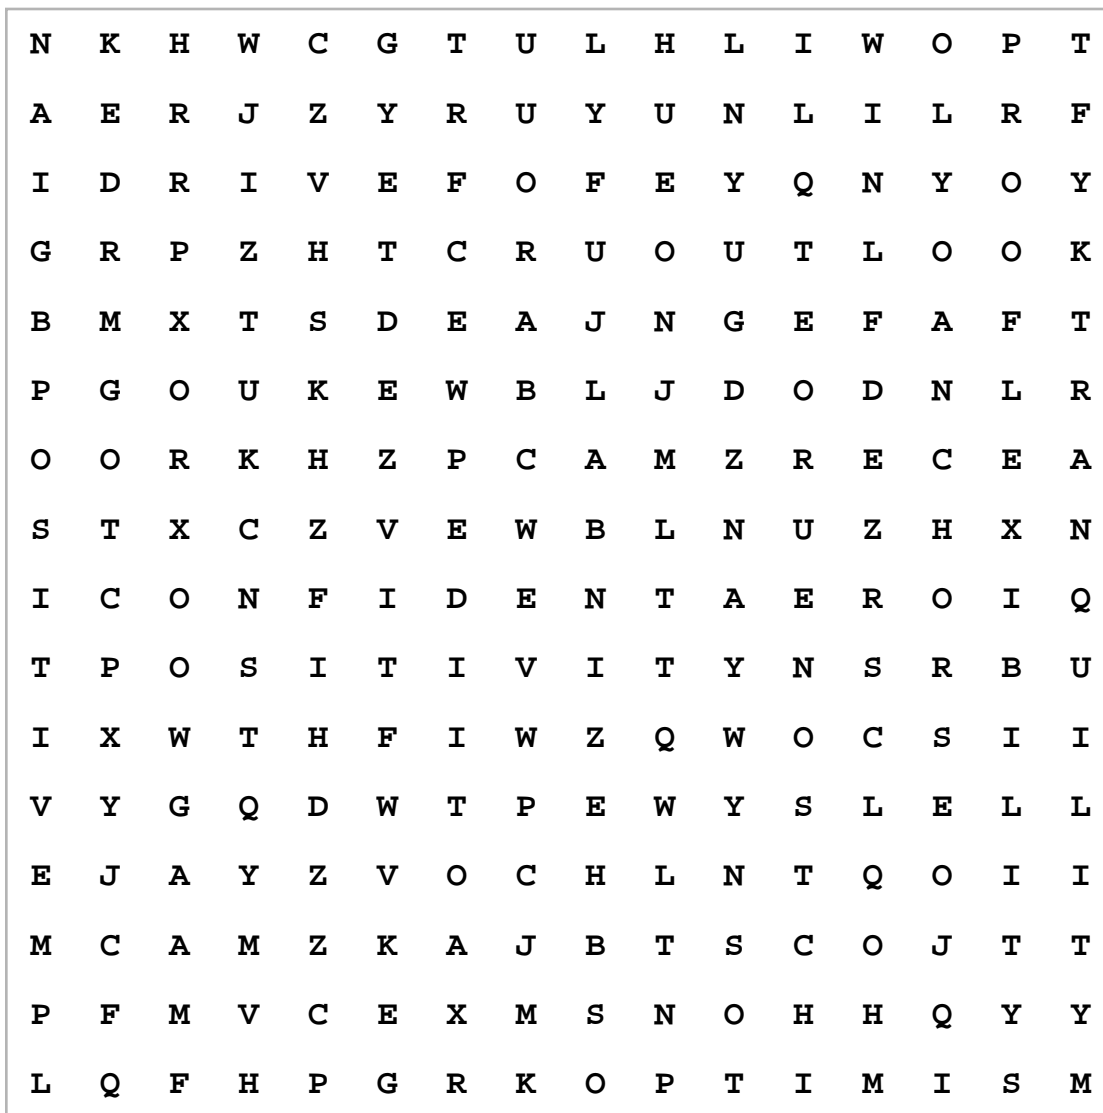 N K H W C G T U L H L I W O P T
A E R J Z Y R U Y U N L I L R F
I D R I V E F O F E Y Q N Y O Y
G R P Z H T C R U O U T L O O K
B M X T S D E A J N G E F A F T
P G O U K E W B L J D O D N L R
O O R K H Z P C A M Z R E C E A
S T X C Z V E W B L N U Z H X N
I C O N F I D E N T A E R O I Q
T P O S I T I V I T Y N S R B U
I X W T H F I W Z Q W O C S I I
V Y G Q D W T P E W Y S L E L L
E J A Y Z V O C H L N T Q O I I
M C A M Z K A J B T S C O J T T
P F M V C E X M S N O H H Q Y Y
L Q F H P G R K O P T I M I S M